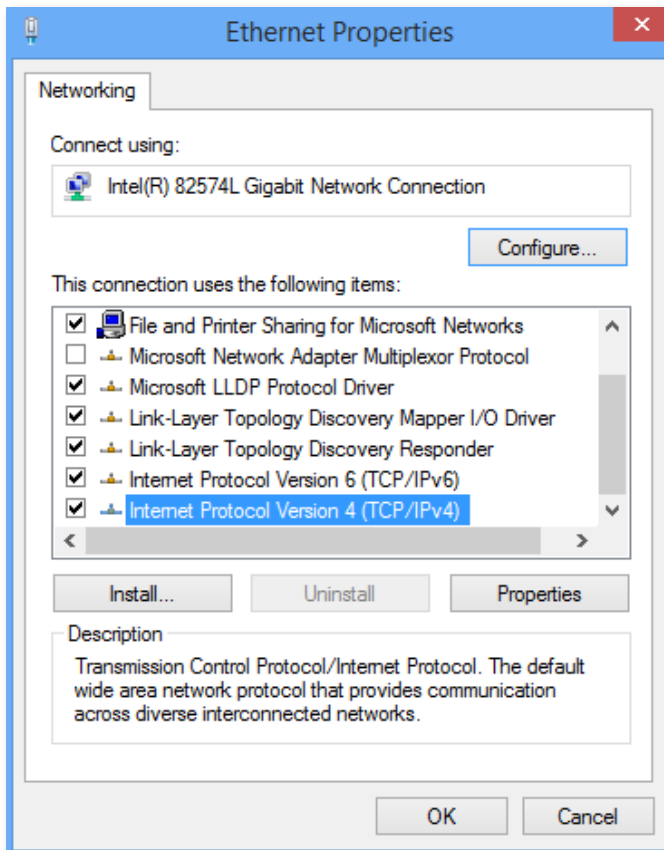 Ethernet Properties
Networking
Connect using:
Intel(R) 82574L Gigabit Network Connection
Configure...
This connection uses the following items:
File and Printer Sharing for Microsoft Networks
Microsoft Network Adapter Multiplexor Protocol
Microsoft LLDP Protocol Driver
Link-Layer Topology Discovery Mapper I/O Driver
Link-Layer Topology Discovery Responder
Internet Protocol Version 6 (TCP/IPv6)
Internet Protocol Version 4 (TCP/IPv4)
Install... Uninstall Properties
Description
Transmission Control Protocol/Internet Protocol. The default
wide area network protocol that provides communication
across diverse interconnected networks.
OK Cancel